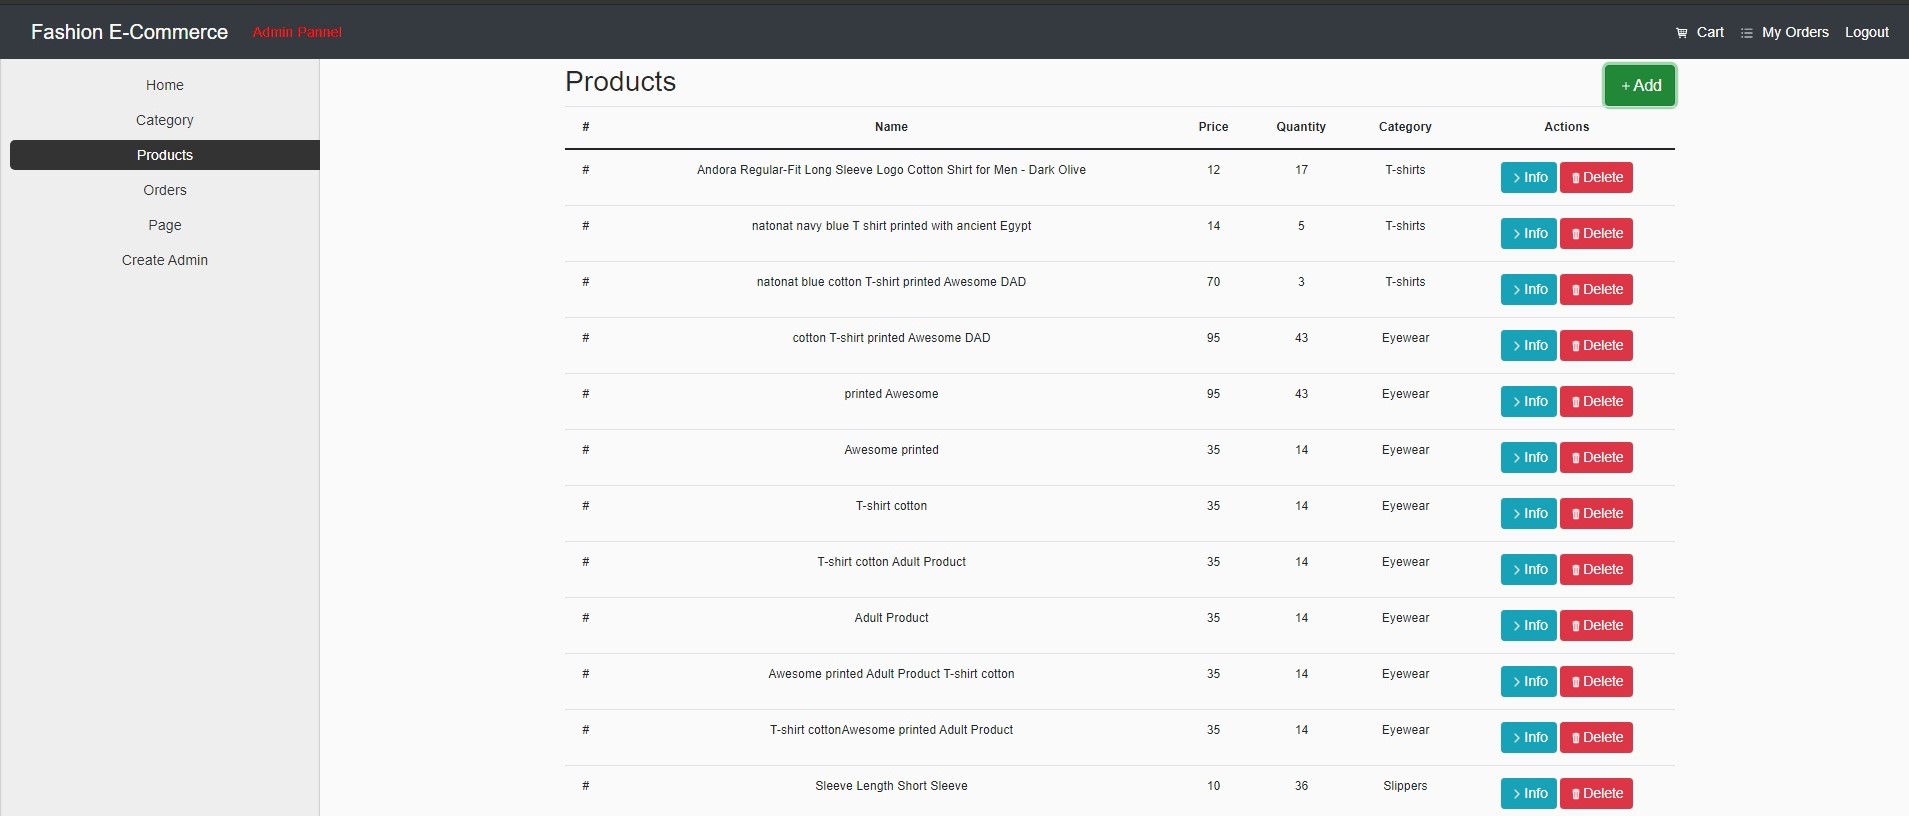 Fashion E-Commerce Admin Pannel Cart My Orders Logout
Home
Category
Products
Orders
Page
Create Admin
Products + Add
# Name Price Quantity Category Actions
# Andora Regular-Fit Long Sleeve Logo Cotton Shirt for Men - Dark Olive 12 17 T-shirts Info Delete
# natonat navy blue T shirt printed with ancient Egypt 14 5 T-shirts Info Delete
# natonat blue cotton T-shirt printed Awesome DAD 70 3 T-shirts Info Delete
# cotton T-shirt printed Awesome DAD 95 43 Eyewear Info Delete
# printed Awesome 95 43 Eyewear Info Delete
# Awesome printed 35 14 Eyewear Info Delete
# T-shirt cotton 35 14 Eyewear Info Delete
# T-shirt cotton Adult Product 35 14 Eyewear Info Delete
# Adult Product 35 14 Eyewear Info Delete
# Awesome printed Adult Product T-shirt cotton 35 14 Eyewear Info Delete
# T-shirt cottonAwesome printed Adult Product 35 14 Eyewear Info Delete
# Sleeve Length Short Sleeve 10 36 Slippers Info Delete